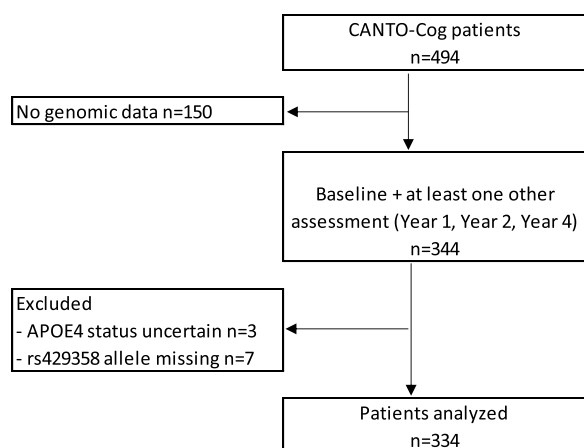 CANTO-Cog patients
n=494
No genomic data n=150
Baseline + at least one other
assessment (Year 1, Year 2, Year 4)
n=344
Excluded
- APOE4 status uncertain n=3
- rs429358 allele missing n=7
Patients analyzed
n=334